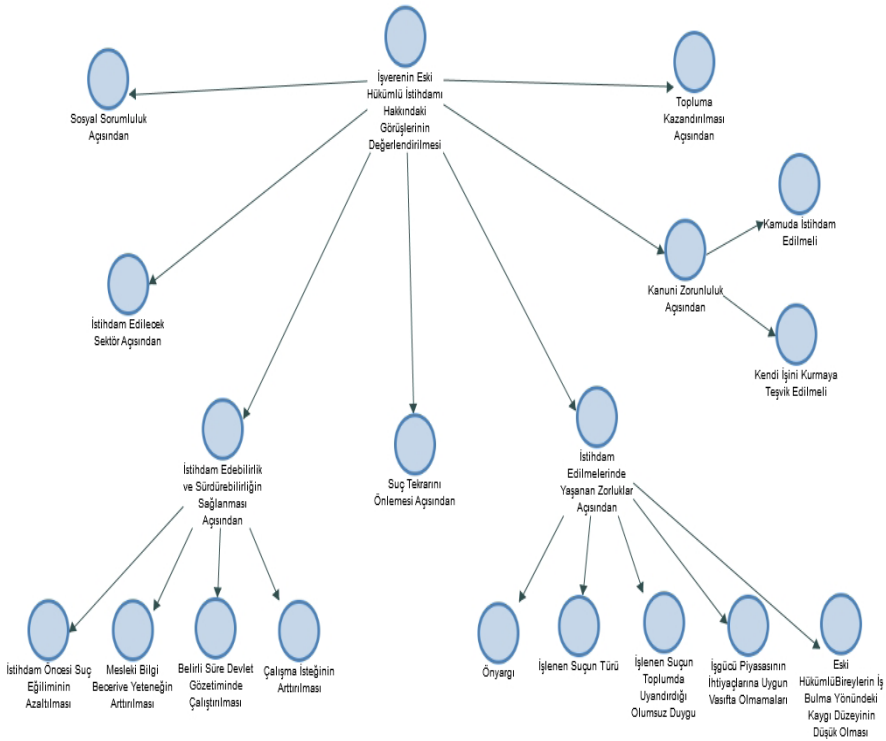 İşverenin Eski
Hükümlü İstihdamı
Hakkındaki
Görüşlerinin
Değerlendirilmesi
Sosyal Sorumluluk
Açısından
Topluma
Kazandırılması
Açısından
Kamuda İstihdam
Edilmeli
Kanuni Zorunluluk
Açısından
İstihdam Edilecek
Sektör Açısından
Kendi İşini Kurmaya
Teşvik Edilmeli
İstihdam Edebilirlik
ve Sürdürebilirliğin
Sağlanması
Açısından
Suç Tekrarını
Önlemesi Açısından
İstihdam
Edilmelerinde
Yaşanan Zorluklar
Açısından
İstihdam Öncesi Suç
Eğiliminin
Azaltılması
Mesleki Bilgi
Becerive Yeteneğin
Arttırılması
Belirli Süre Devlet
Gözetiminde
Çalıştırılması
Çalışma İsteğinin
Arttırılması
Önyargı
İşlenen Suçun Türü
İşlenen Suçun
Toplumda
Uyandırdığı
Olumsuz Duygu
İşgücü Piyasasının
İhtiyaçlarına Uygun
Vasıfta Olmamaları
Eski
HükümlüBireylerin İş
Bulma Yönündeki
Kaygı Düzeyinin
Düşük Olması